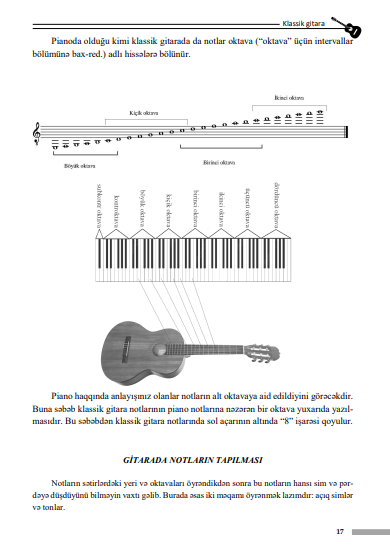 Klassik gitara
Pianoda olduğu kimi klassik gitarada da notlar oktava (“oktava” üçün intervallar
bölümünə bax-red.) adlı hissələrə bölünür.
İkinci oktava
Kiçik oktava
8
Böyük oktava
Birinci oktava
subkontr oktava
kontroktava
böyük oktava
kiçik oktava
birinci oktava
ikinci oktava
üçüncü oktava
dördüncü oktava
Piano haqqında anlayışınız olanlar notların alt oktavaya aid edildiyini görəcəkdir.
Buna səbəb klassik gitara notlarının piano notlarına nəzərən bir oktava yuxarıda yazıl-
masıdır. Bu səbəbdən klassik gitara notlarında sol açarının altında “8” işarəsi qoyulur.
GİTARADA NOTLARIN TAPILMASI
Notların sətirlərdəki yeri və oktavaları öyrəndikdən sonra bu notların hansı sim və pər-
dəyə düşdüyünü bilməyin vaxtı gəlib. Burada əsas iki məqamı öyrənmək lazımdır: açıq simlər
və tonlar.
17